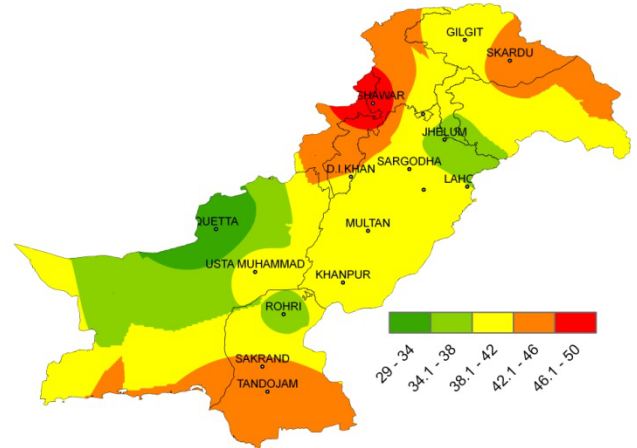 GILGIT
SKARDU
SHAWAR
JHELUM
SARGODHA
D.I.KHAN
LAHO
QUETTA
MULTAN
USTA MUHAMMAD
KHANPUR
ROHRI
SAKRAND
TANDOJAM
29 - 34
34.1 - 38
38.1 - 42
42.1 - 46
46.1 - 50